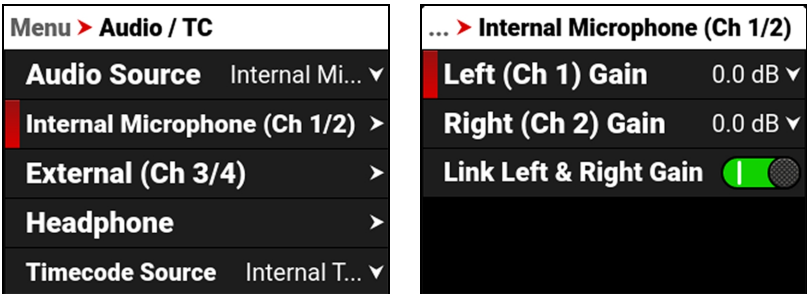 Menu ➤ Audio / TC
Audio Source Internal Mi...
Internal Microphone (Ch 1/2)
External (Ch 3/4)
Headphone
Timecode Source Internal T...
... ➤ Internal Microphone (Ch 1/2)
Left (Ch 1) Gain 0.0 dB
Right (Ch 2) Gain 0.0 dB
Link Left & Right Gain